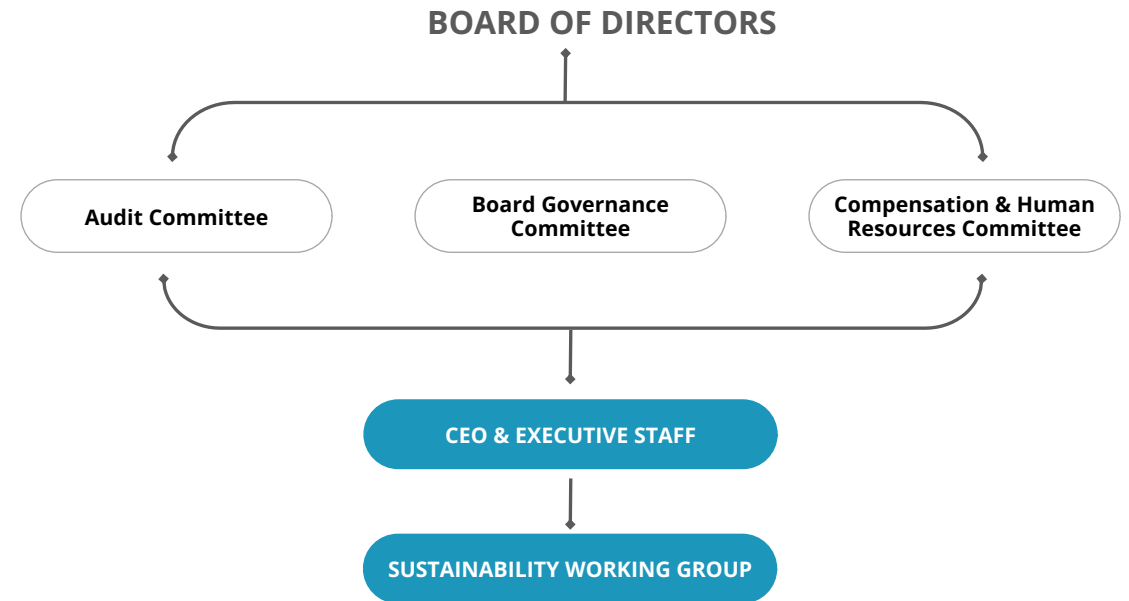 BOARD OF DIRECTORS
Audit Committee
Board Governance
Committee
Compensation & Human
Resources Committee
CEO & EXECUTIVE STAFF
SUSTAINABILITY WORKING GROUP